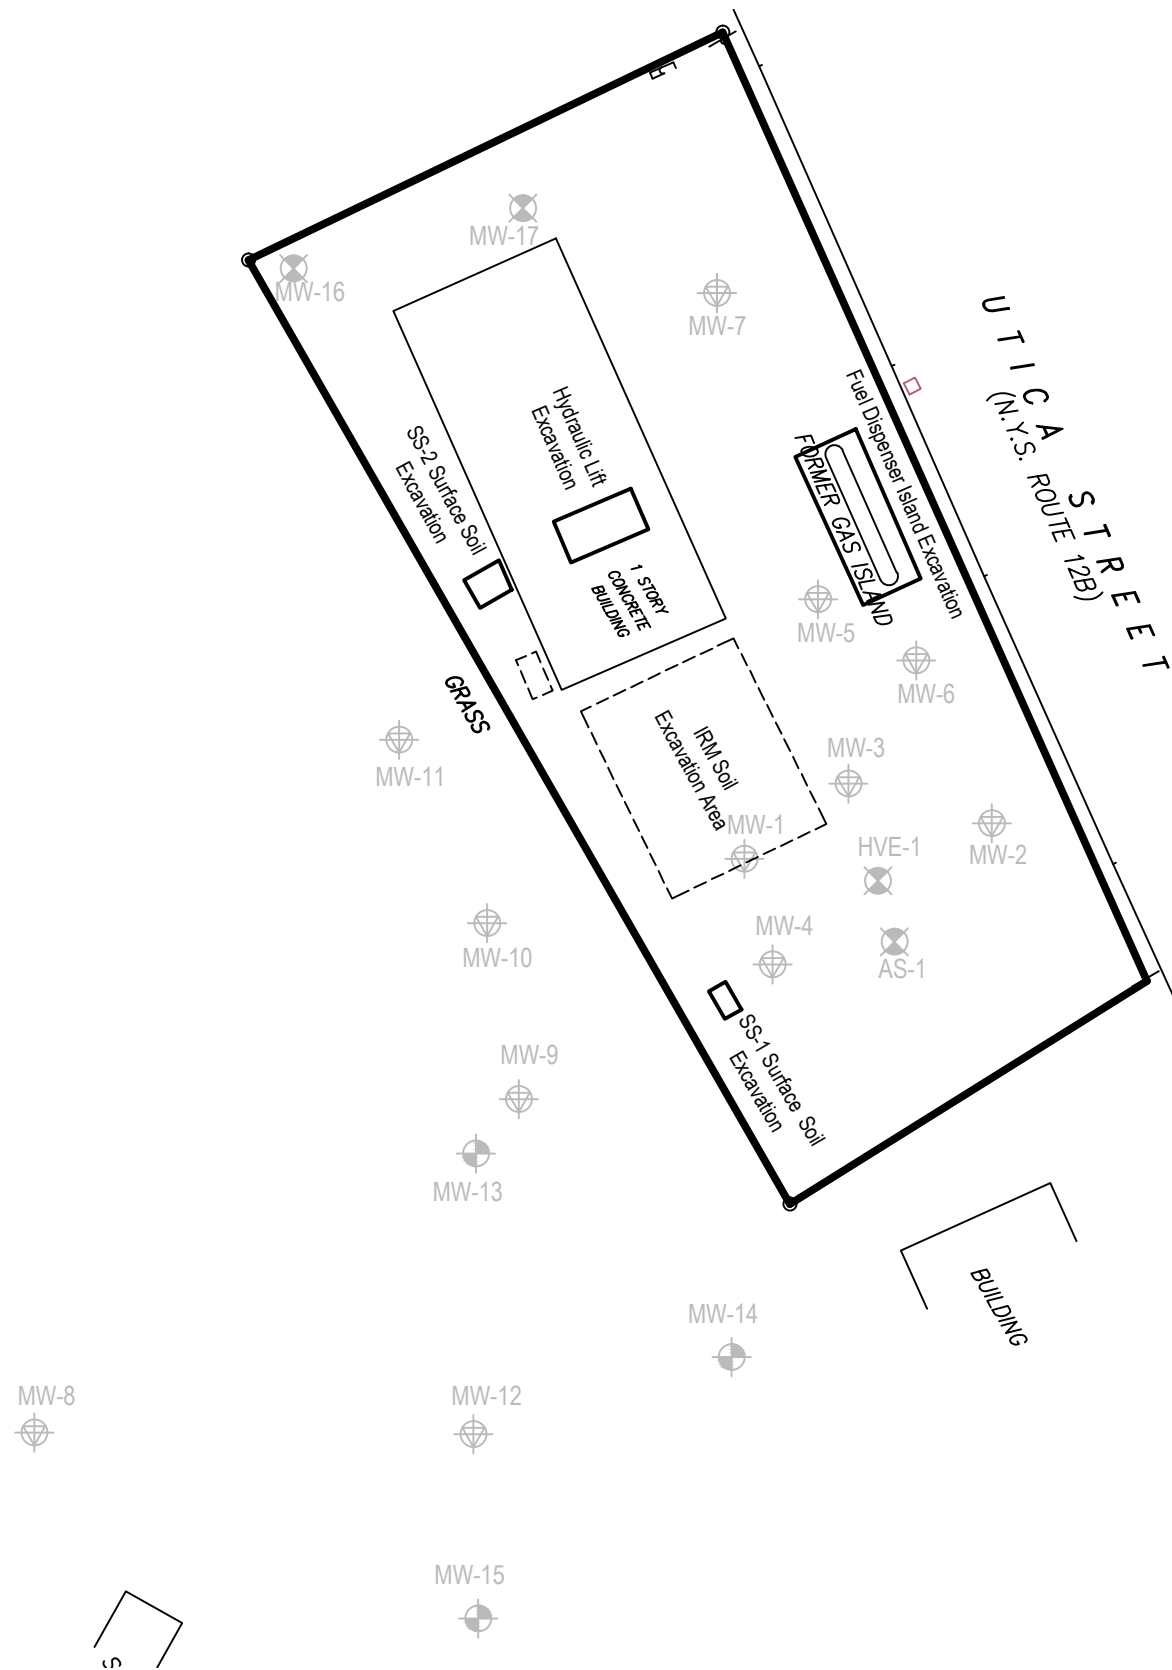 MW-17
MW-16
MW-7
UTICA STREET
(N.Y.S. ROUTE 12B)
Fuel Dispenser Island Excavation
FORMER GAS ISLAND
Hydraulic Lift
Excavation
SS-2 Surface Soil
Excavation
1 STORY
CONCRETE
BUILDING
MW-5
MW-6
GRASS
IRM Soil
Excavation Area
MW-11
MW-3
MW-1
MW-2
HVE-1
MW-4
MW-10
AS-1
SS-1 Surface Soil
Excavation
MW-9
MW-13
BUILDING
MW-14
MW-8
MW-12
MW-15